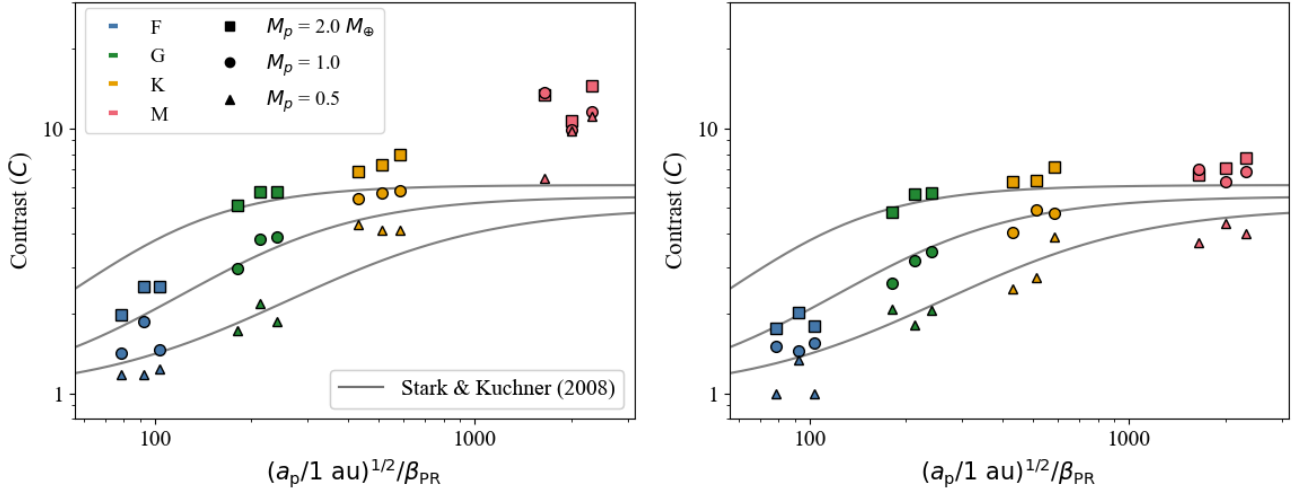 F
G
K
M
M_p = 2.0 M_⊕
M_p = 1.0
M_p = 0.5
10
1
Contrast (C)
Stark & Kuchner (2008)
100
1000
(a_p/1 au)^{1/2}/β_PR
10
1
Contrast (C)
100
1000
(a_p/1 au)^{1/2}/β_PR